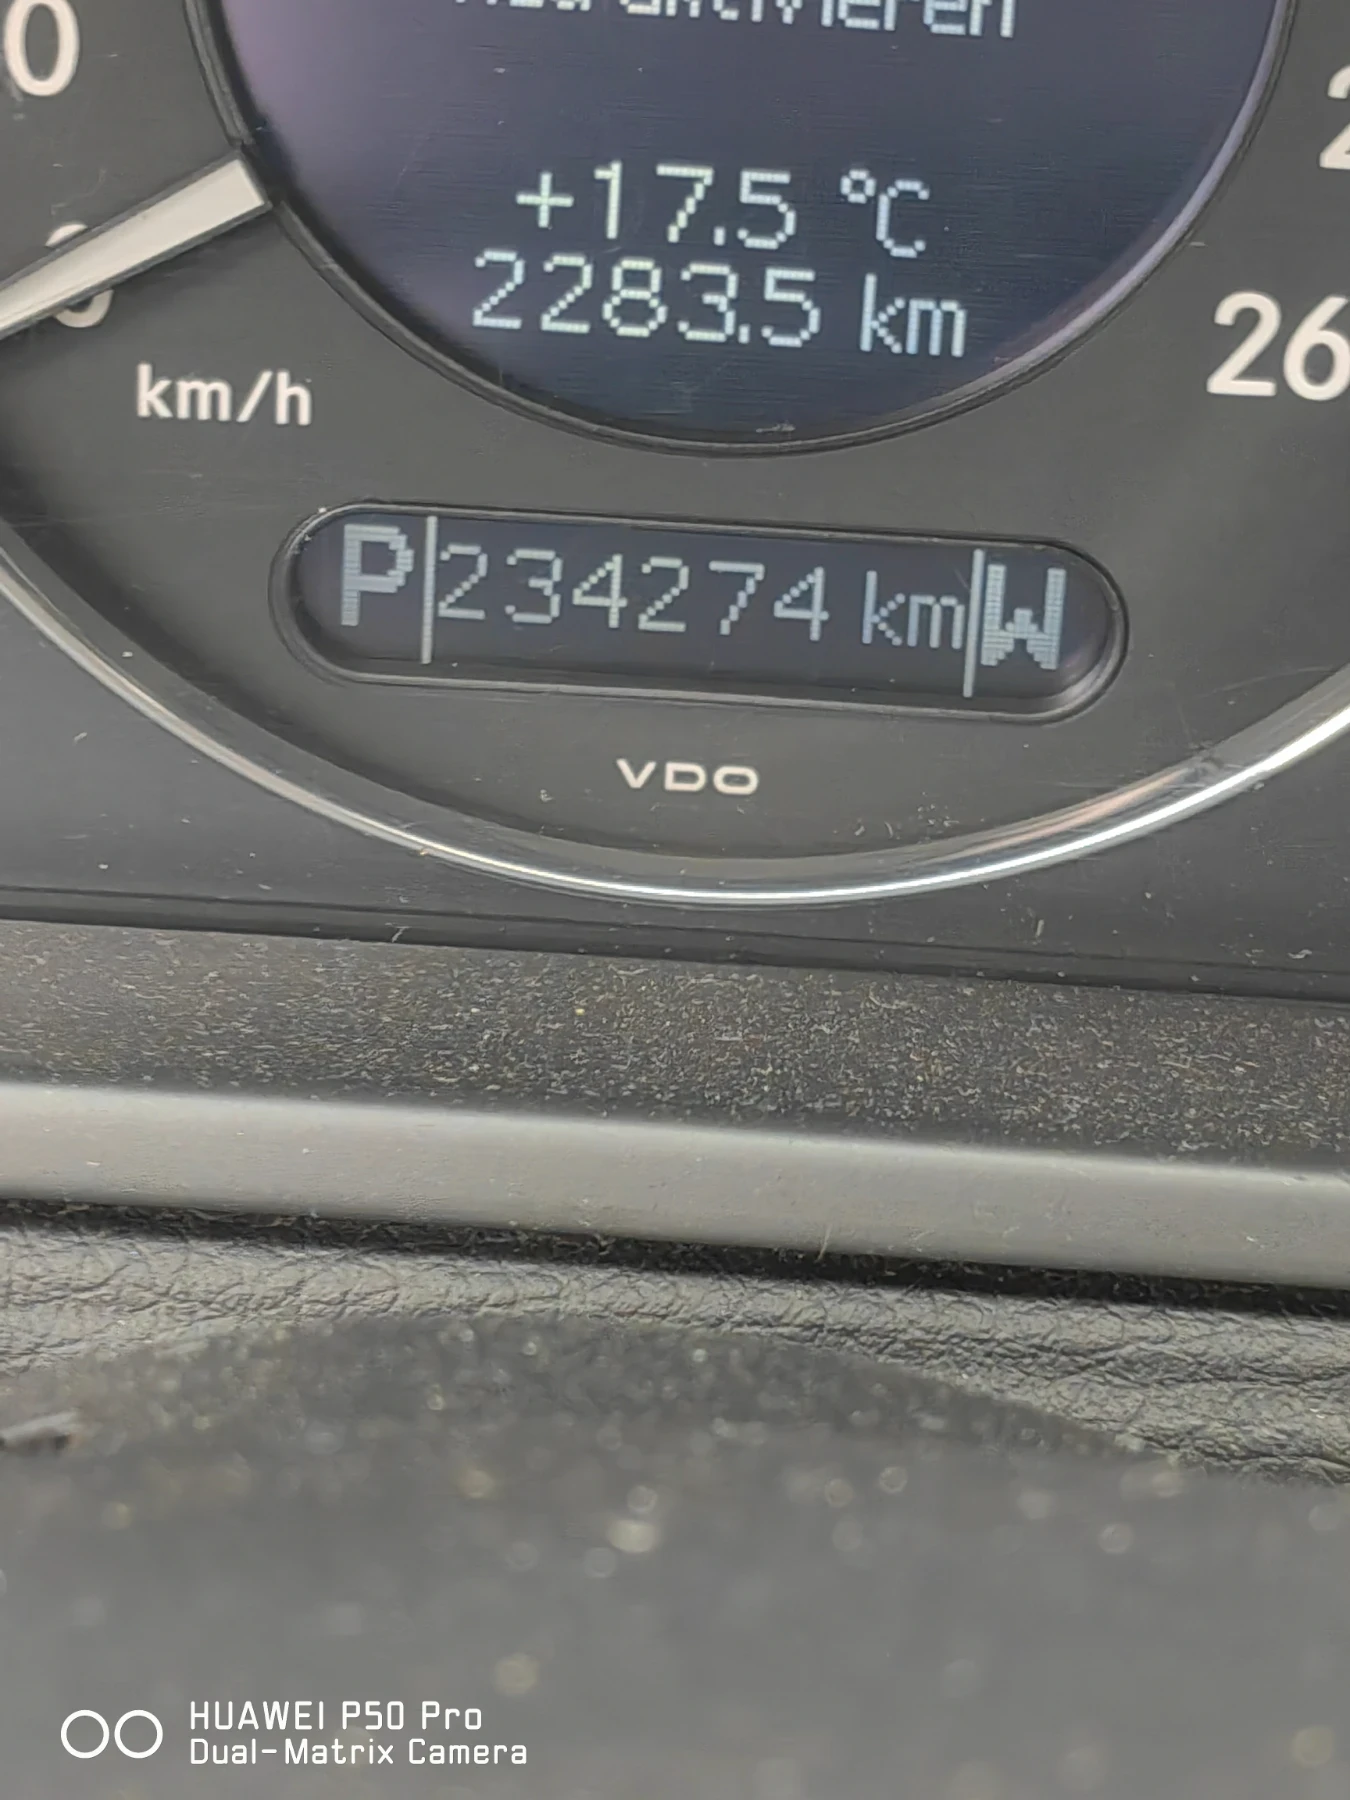 +17.5 °C
2283.5 km
26
km/h
P 234274 km W
VDO
HUAWEI P50 Pro
Dual-Matrix Camera